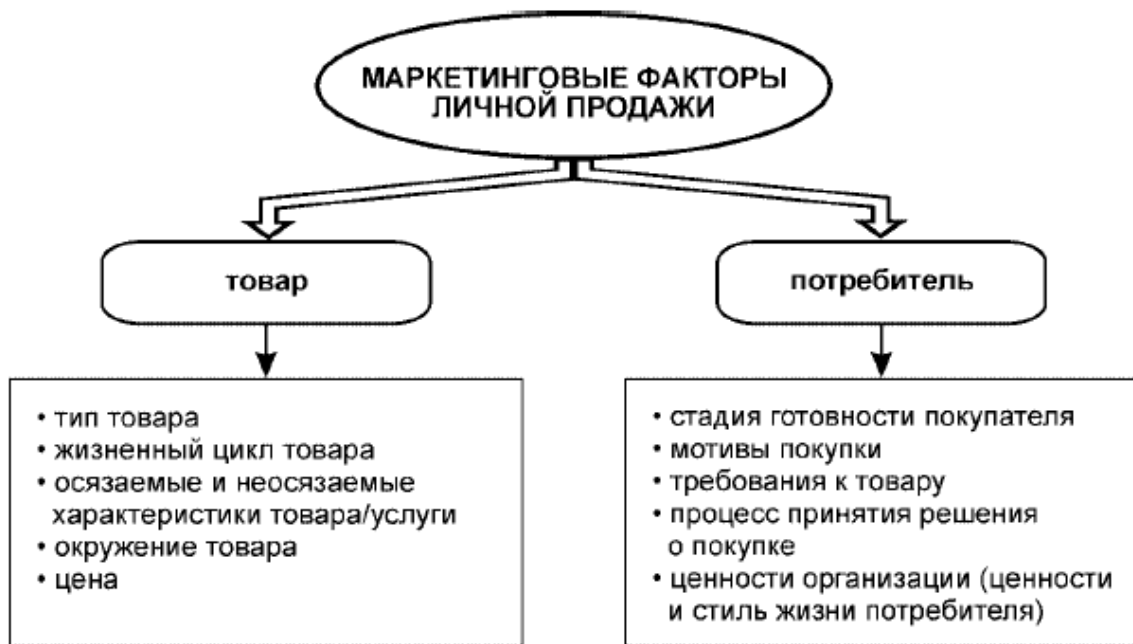 МАРКЕТИНГОВЫЕ ФАКТОРЫ
ЛИЧНОЙ ПРОДАЖИ
товар
потребитель
• тип товара
• жизненный цикл товара
• осязаемые и неосязаемые
характеристики товара/услуги
• окружение товара
• цена
• стадия готовности покупателя
• мотивы покупки
• требования к товару
• процесс принятия решения
о покупке
• ценности организации (ценности
и стиль жизни потребителя)